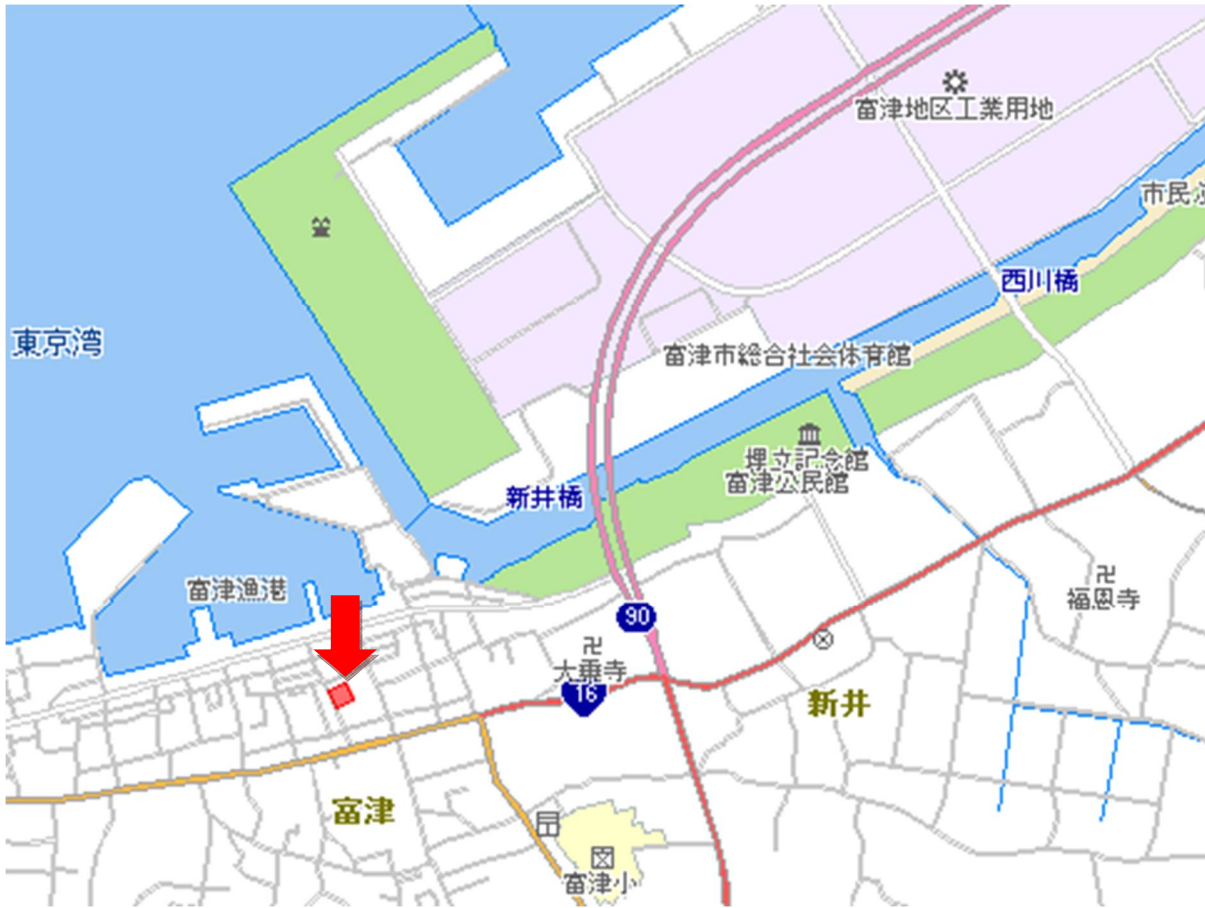 富津地区工業用地
市民
西川橋
東京湾
富津市総合社会体育館
埋立記念館
富津公民館
新井橋
富津漁港
福恩寺
90
大乗寺
16
新井
富津
富津小